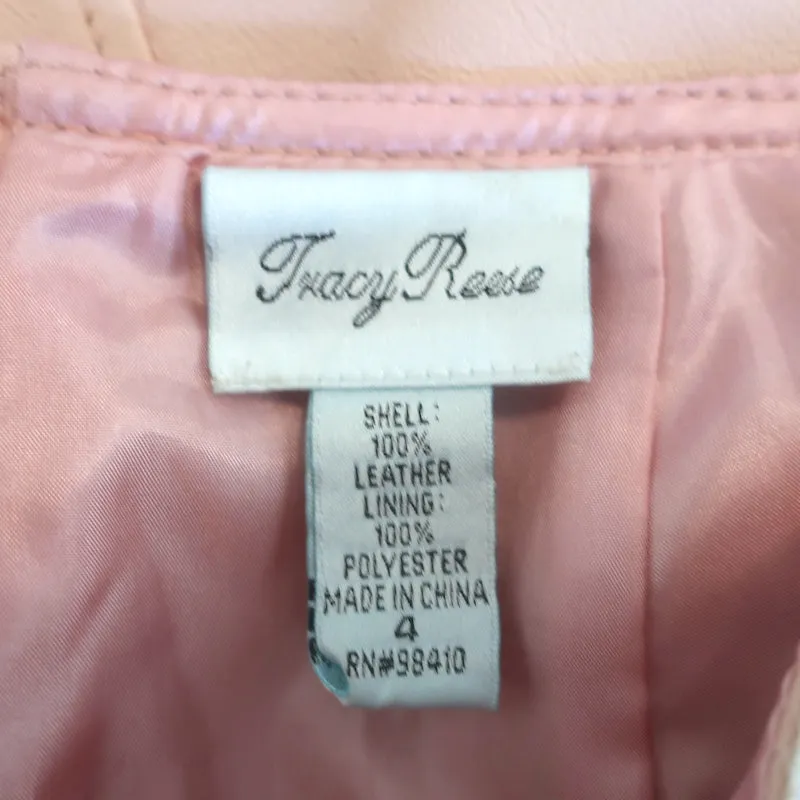 Tracy Reese
SHELL:
100%
LEATHER
LINING:
100%
POLYESTER
MADE IN CHINA
4
RN#98410